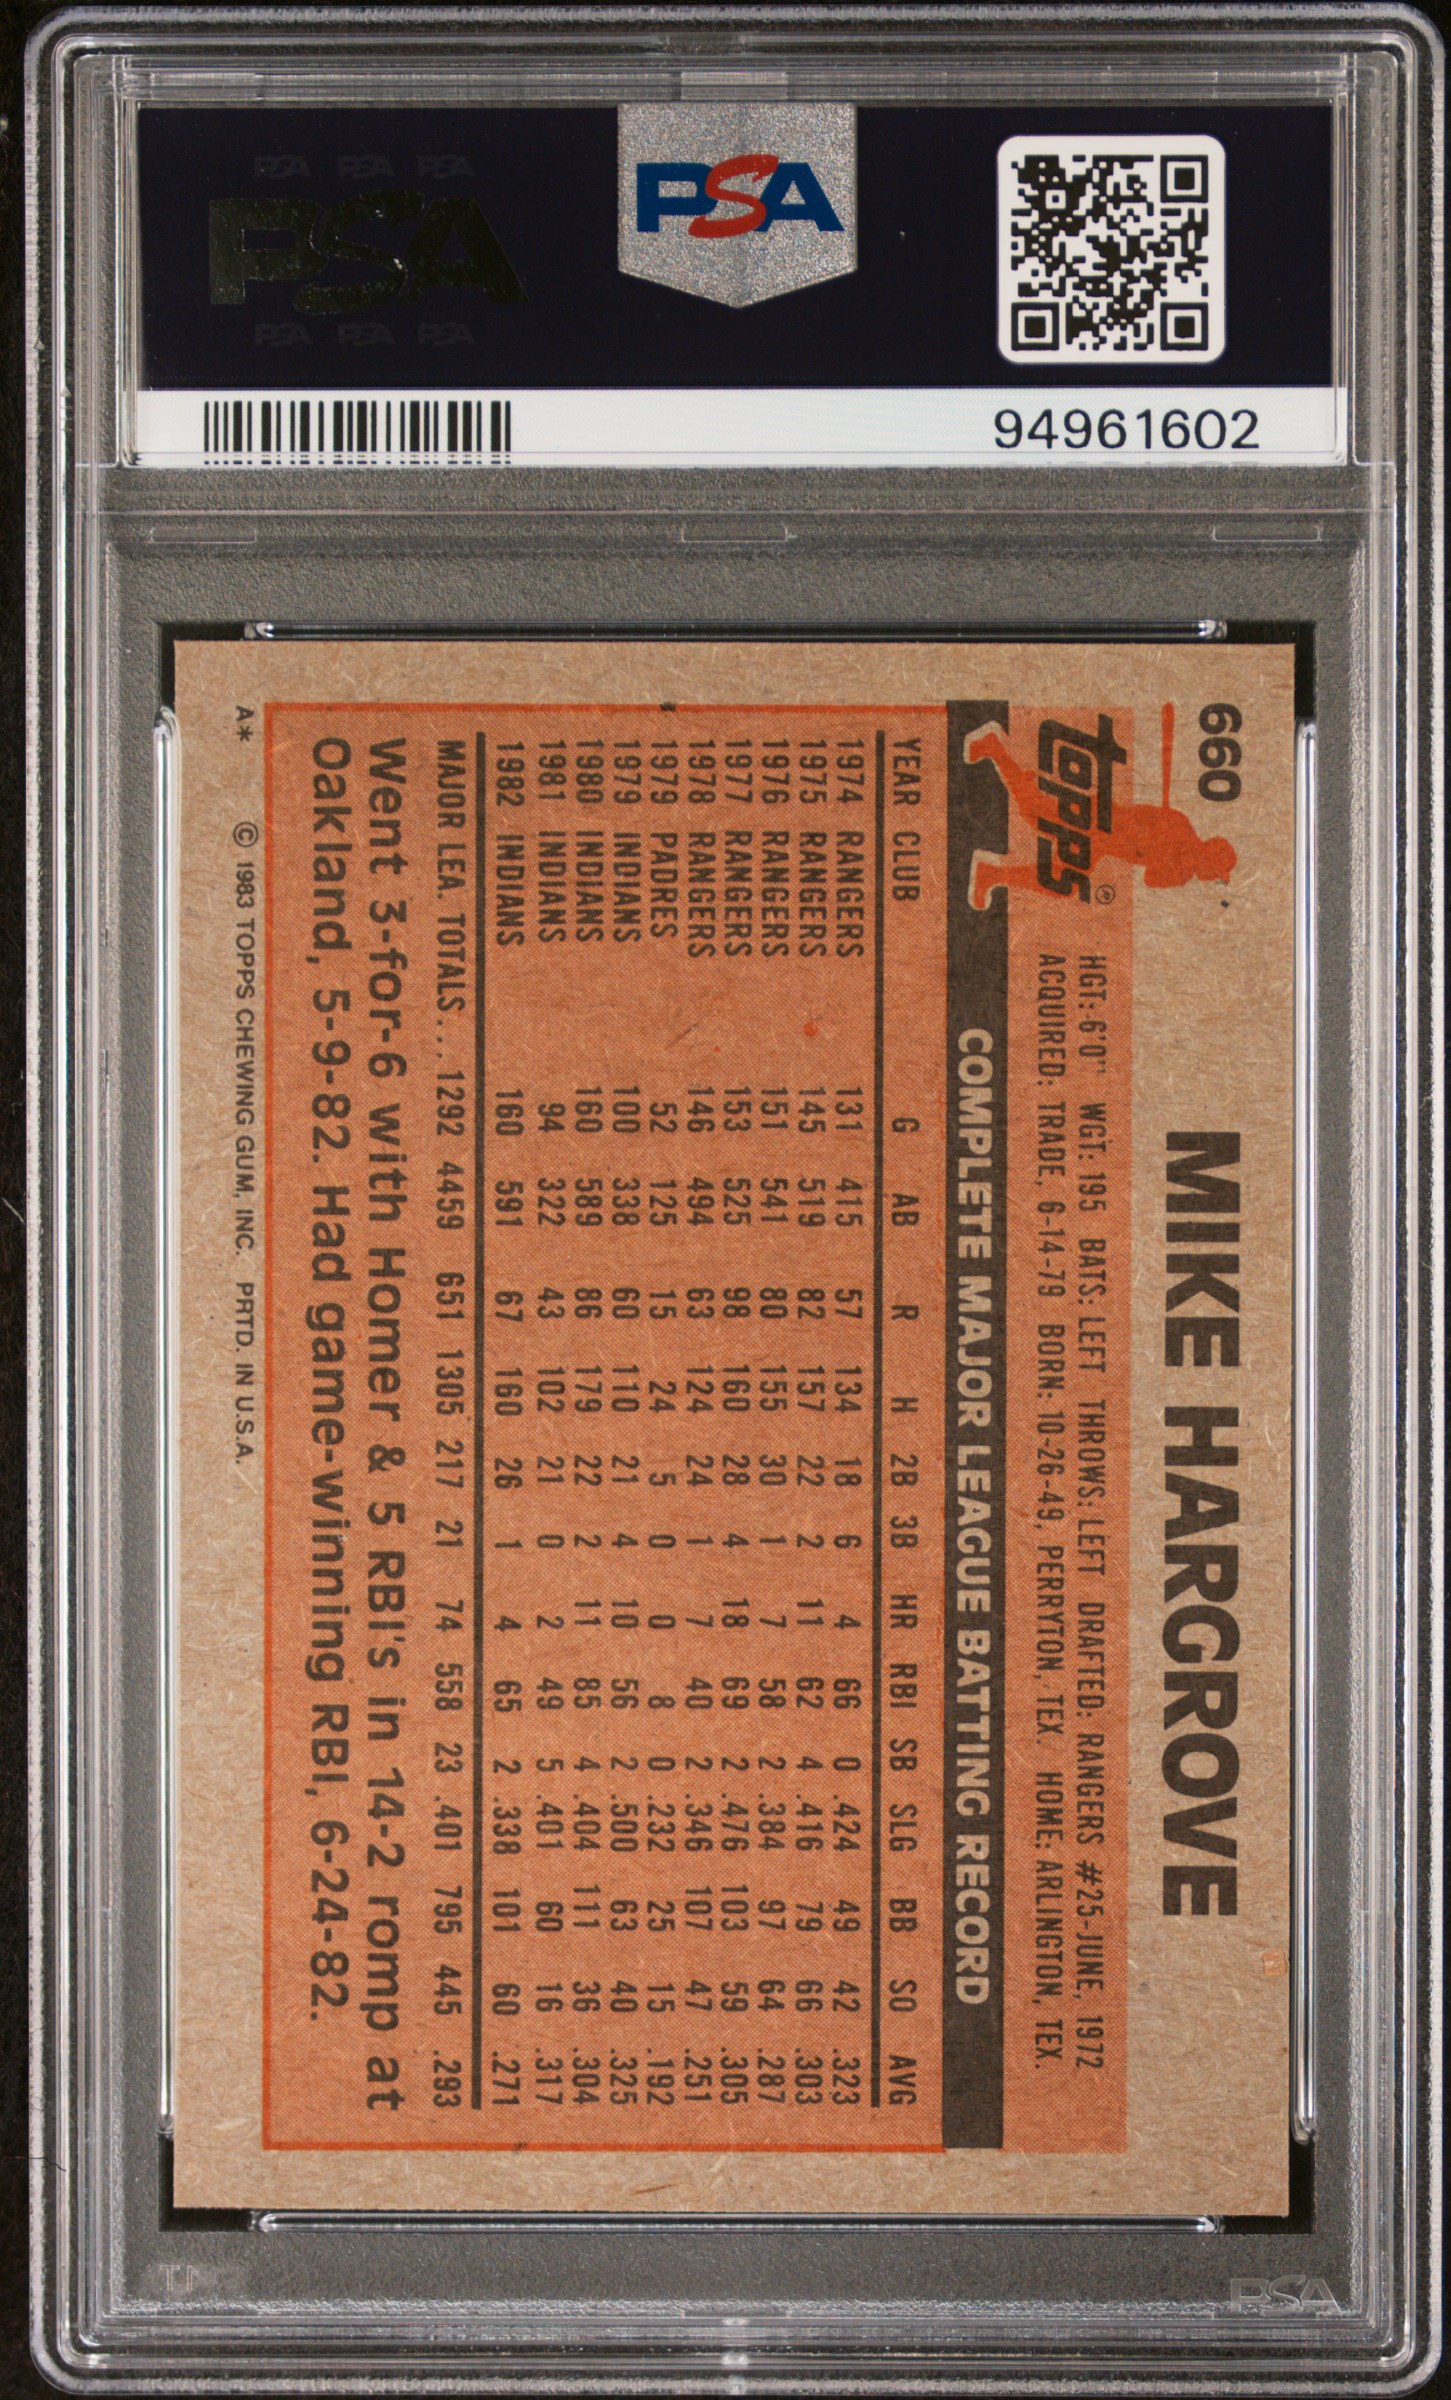 PSA PSA PSA
PSA
PSA PSA PSA
PSA
94961602
660
MIKE HARGROVE
topps®
HGT: 6'0" WGT: 195 BATS: LEFT THROWS: LEFT DRAFTED: RANGERS #25-JUNE, 1972
ACQUIRED: TRADE, 6-14-79 BORN: 10-26-49, PERRYTON, TEX. HOME: ARLINGTON, TEX.
COMPLETE MAJOR LEAGUE BATTING RECORD
YEAR CLUB G AB R H 2B 3B HR RBI SB SLG BB SO AVG
1974 RANGERS 131 415 57 134 18 6 4 66 0 .424 49 42 .323
1975 RANGERS 145 519 82 157 22 2 11 62 4 .416 79 66 .303
1976 RANGERS 151 541 80 155 30 1 7 58 2 .384 97 64 .287
1977 RANGERS 153 525 98 160 28 4 18 69 2 .476 103 59 .305
1978 RANGERS 146 494 63 124 24 1 7 40 2 .346 107 47 .251
1979 PADRES 52 125 15 24 5 0 0 8 0 .232 25 15 .192
1979 INDIANS 100 338 60 110 21 4 10 56 2 .500 63 40 .325
1980 INDIANS 160 589 86 179 22 2 11 85 4 .404 111 36 .304
1981 INDIANS 94 322 43 102 21 0 2 49 5 .401 60 16 .317
1982 INDIANS 160 591 67 160 26 1 4 65 2 .338 101 60 .271
MAJOR LEA. TOTALS... 1292 4459 651 1305 217 21 74 558 23 .401 795 445 .293
Went 3-for-6 with Homer & 5 RBI's in 14-2 romp at
Oakland, 5-9-82. Had game-winning RBI, 6-24-82.
A* © 1983 TOPPS CHEWING GUM, INC. PRTD. IN U.S.A.
PSA